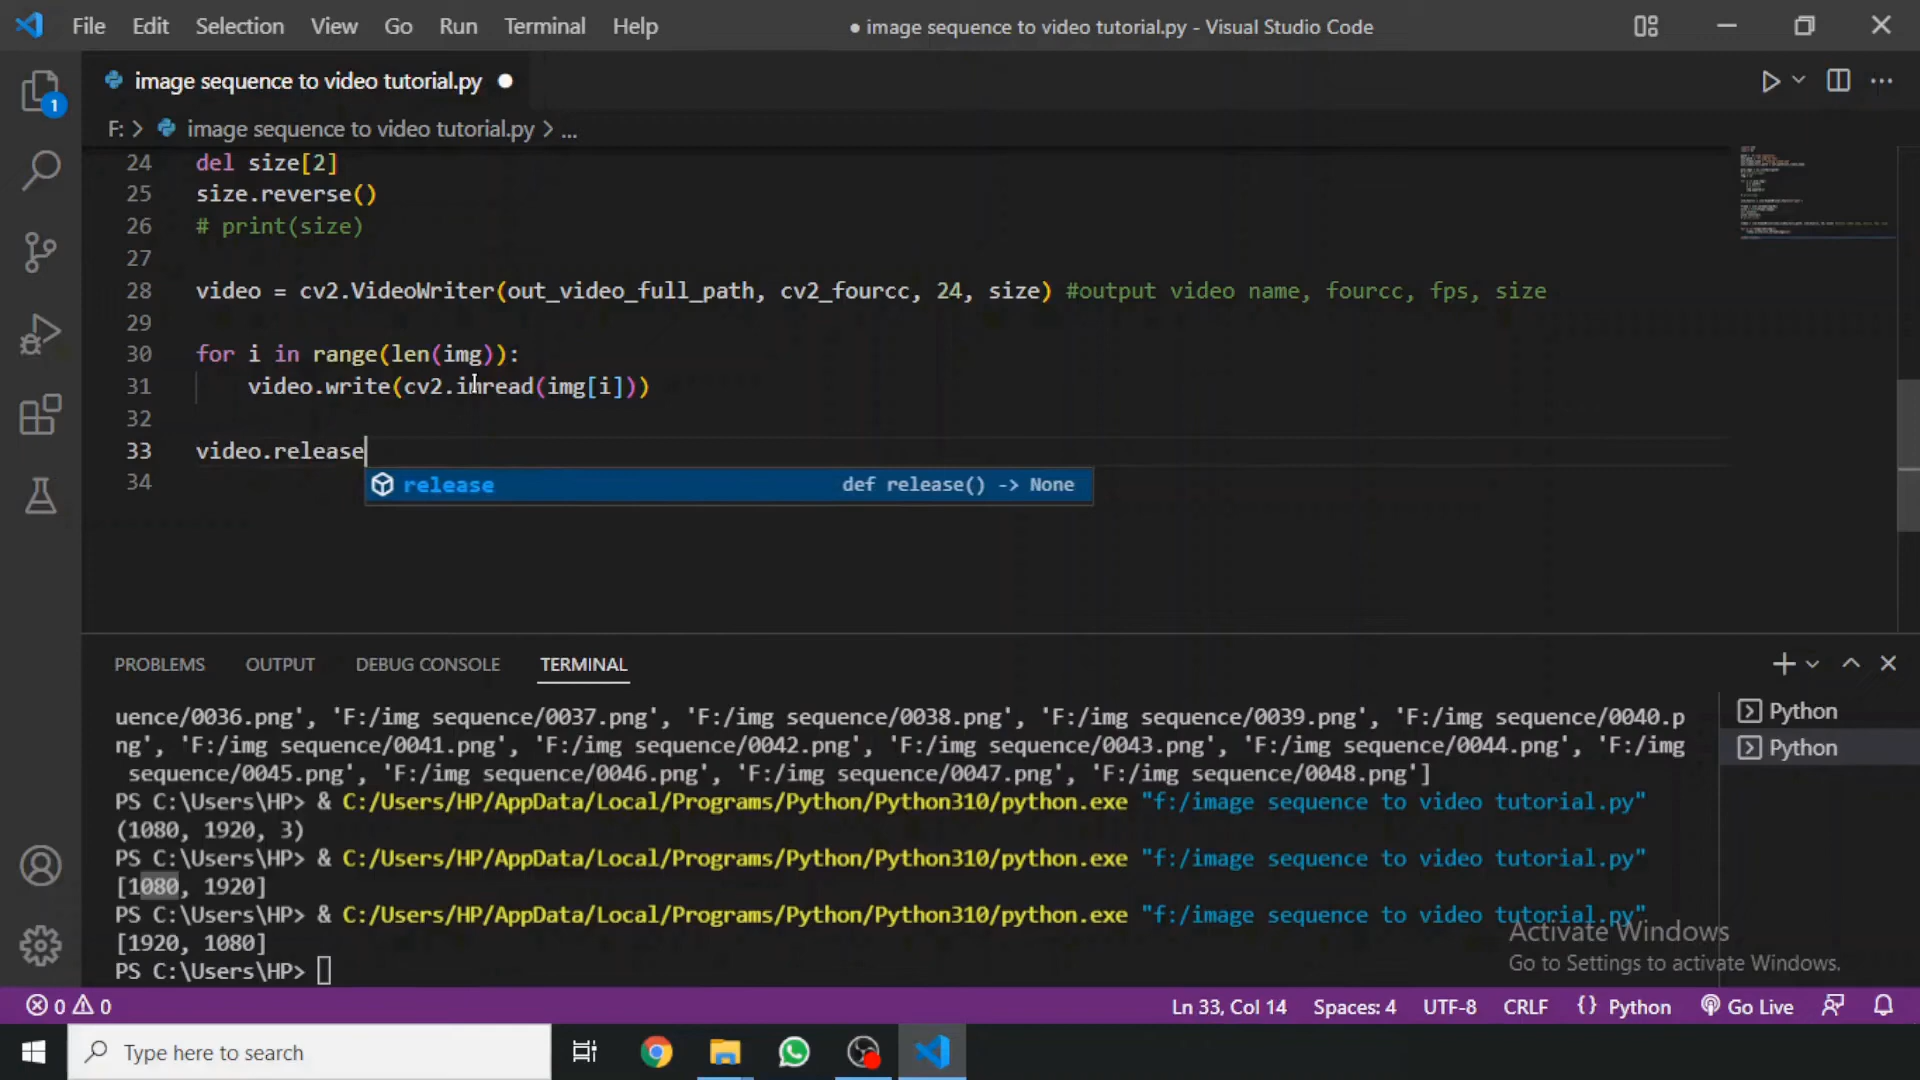 File Edit Selection View Go Run Terminal Help
● image sequence to video tutorial.py - Visual Studio Code
image sequence to video tutorial.py ●
1
F: > image sequence to video tutorial.py > ...
24 del size[2]
25 size.reverse()
26 # print(size)
27
28 video = cv2.VideoWriter(out_video_full_path, cv2_fourcc, 24, size) #output video name, fourcc, fps, size
29
30 for i in range(len(img)):
31 video.write(cv2.imread(img[i]))
32
33 video.release
release def release() -> None
34
PROBLEMS OUTPUT DEBUG CONSOLE TERMINAL
uence/0036.png', 'F:/img sequence/0037.png', 'F:/img sequence/0038.png', 'F:/img sequence/0039.png', 'F:/img sequence/0040.p
ng', 'F:/img sequence/0041.png', 'F:/img sequence/0042.png', 'F:/img sequence/0043.png', 'F:/img sequence/0044.png', 'F:/img
sequence/0045.png', 'F:/img sequence/0046.png', 'F:/img sequence/0047.png', 'F:/img sequence/0048.png']
PS C:\Users\HP> & C:/Users/HP/AppData/Local/Programs/Python/Python310/python.exe "f:/image sequence to video tutorial.py"
(1080, 1920, 3)
PS C:\Users\HP> & C:/Users/HP/AppData/Local/Programs/Python/Python310/python.exe "f:/image sequence to video tutorial.py"
[1080, 1920]
PS C:\Users\HP> & C:/Users/HP/AppData/Local/Programs/Python/Python310/python.exe "f:/image sequence to video tutorial.py"
[1920, 1080]
PS C:\Users\HP>
Python
Python
Activate Windows
Go to Settings to activate Windows.
0 0 Ln 33, Col 14 Spaces: 4 UTF-8 CRLF {} Python Go Live
Type here to search